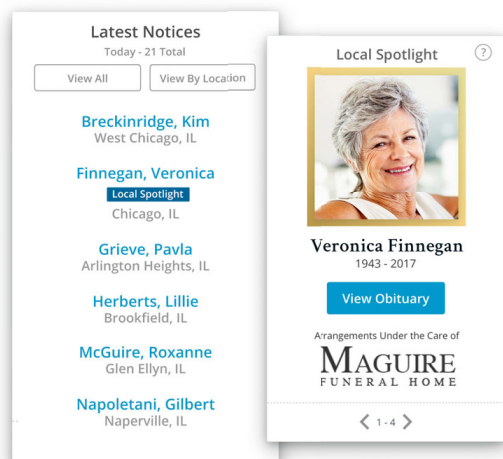 Latest Notices
Today - 21 Total
View All
View By Location
Breckinridge, Kim
West Chicago, IL
Finnegan, Veronica
Local Spotlight
Chicago, IL
Grieve, Pavla
Arlington Heights, IL
Herberts, Lillie
Brookfield, IL
McGuire, Roxanne
Glen Ellyn, IL
Napoletani, Gilbert
Naperville, IL
Local Spotlight
?
Veronica Finnegan
1943 - 2017
View Obituary
Arrangements Under the Care of
MAGUIRE
FUNERAL HOME
1 - 4